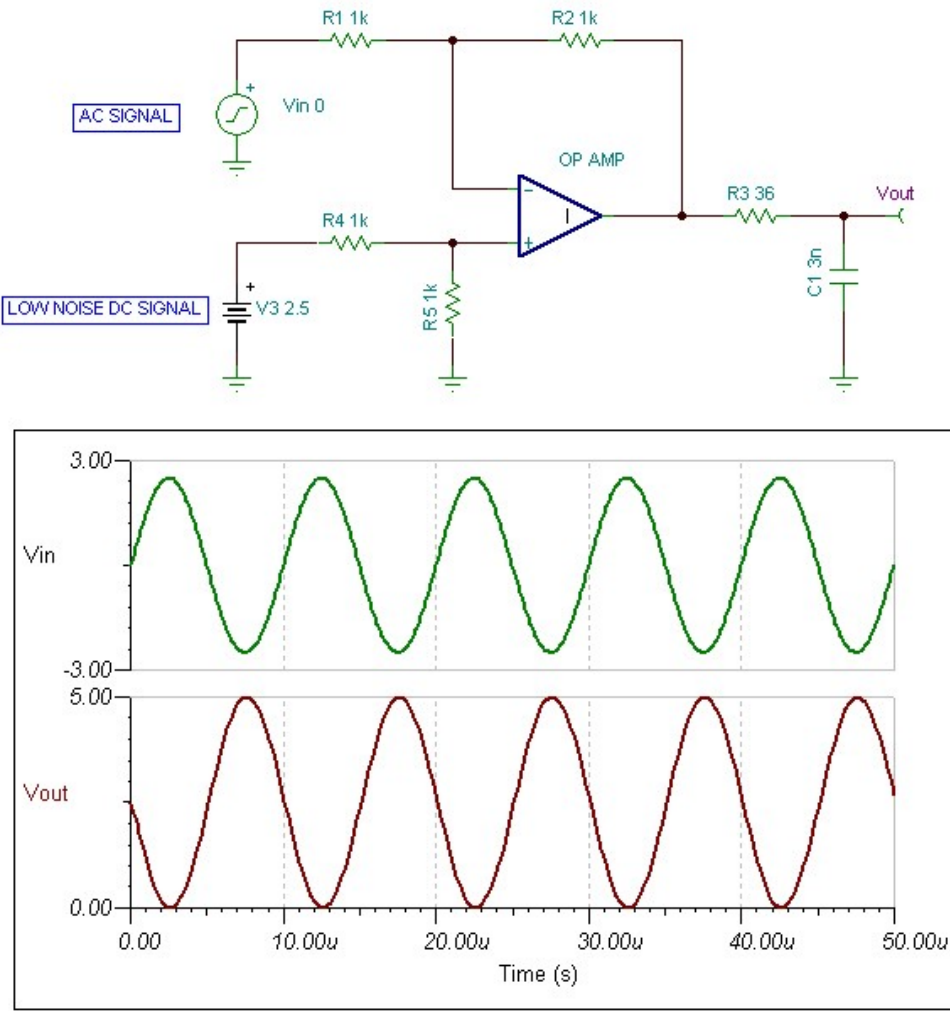 R1 1k
R2 1k
+
Vin 0
AC SIGNAL
OP AMP
R3 36
Vout
R4 1k
+
LOW NOISE DC SIGNAL
V3 2.5
R5 1k
C1 3n
3.00
Vin
-3.00
5.00
Vout
0.00
0.00 10.00u 20.00u 30.00u 40.00u 50.00u
Time (s)